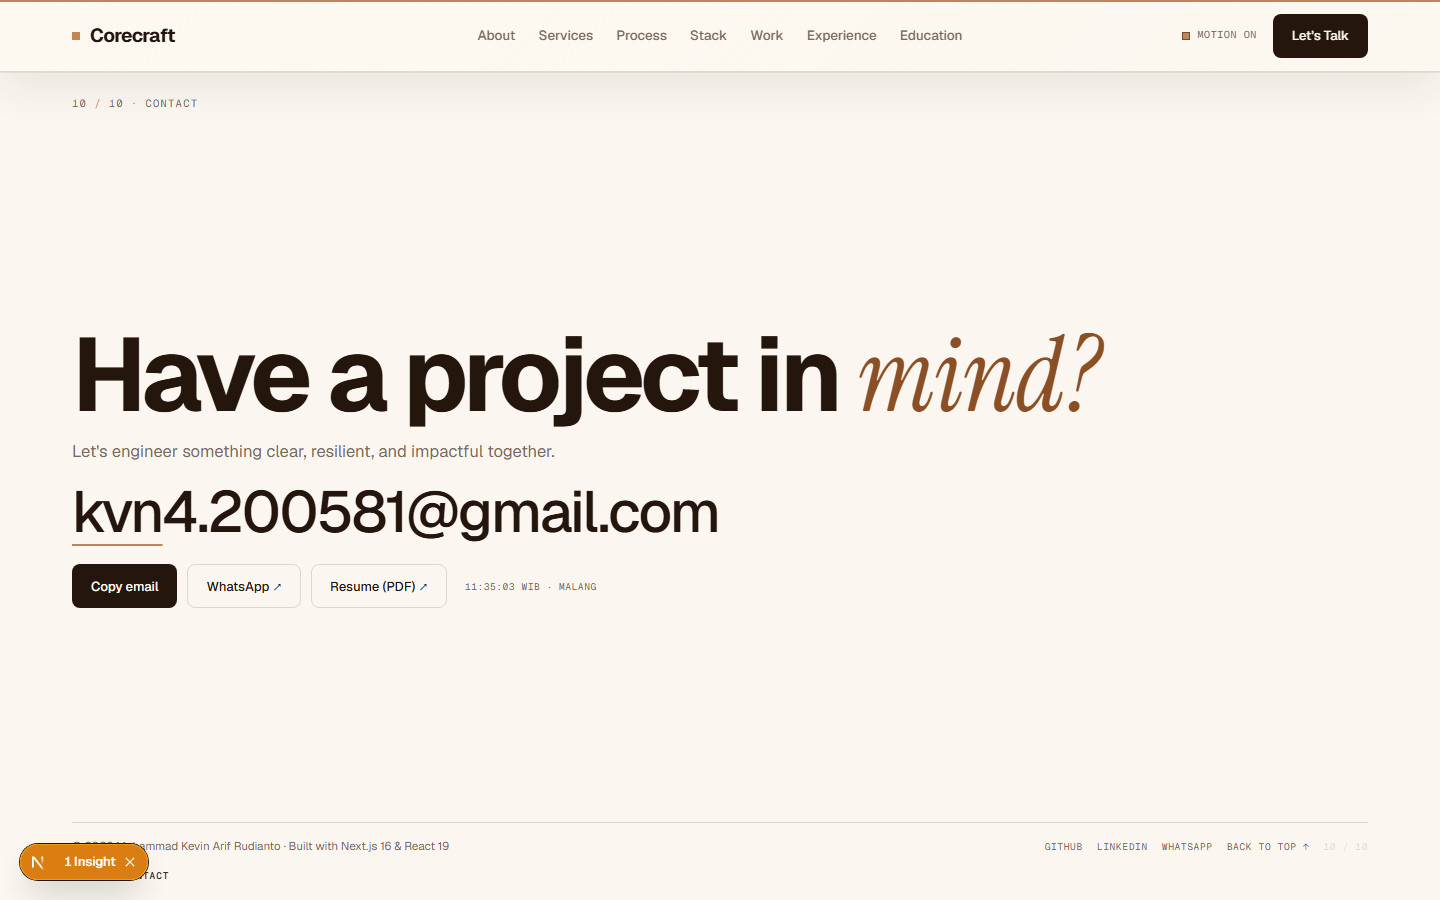 Corecraft
About Services Process Stack Work Experience Education
MOTION ON
Let's Talk
10 / 10 · CONTACT
Have a project in mind?
Let's engineer something clear, resilient, and impactful together.
kvn4.200581@gmail.com
Copy email
WhatsApp ↗
Resume (PDF) ↗
11:35:03 WIB · MALANG
Kevin Arif Rudianto · Built with Next.js 16 & React 19
GITHUB LINKEDIN WHATSAPP BACK TO TOP ↑ 10 / 10
N 1 Insight ×